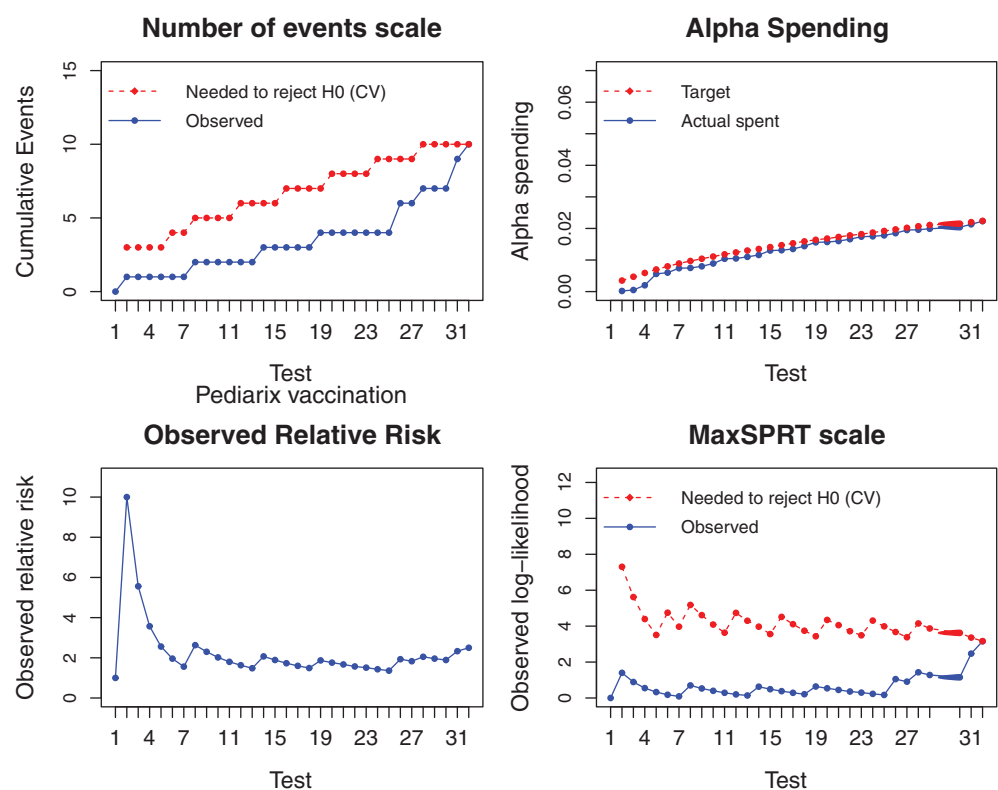 Number of events scale
Cumulative Events
0 5 10 15
Needed to reject H0 (CV)
Observed
1 4 7 11 15 19 23 27 31
Test
Pediarix vaccination
Alpha Spending
Alpha spending
0.00 0.02 0.04 0.06
Target
Actual spent
1 4 7 11 15 19 23 27 31
Test
Observed Relative Risk
Observed relative risk
0 2 4 6 8 10
1 4 7 11 15 19 23 27 31
Test
MaxSPRT scale
Observed log−likelihood
0 2 4 6 8 10 12
Needed to reject H0 (CV)
Observed
1 4 7 11 15 19 23 27 31
Test